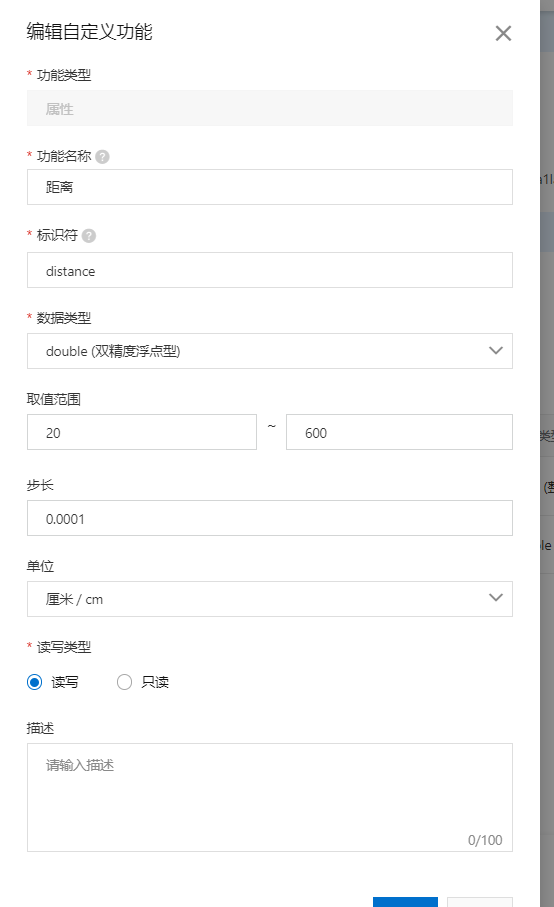 编辑自定义功能
* 功能类型
属性
* 功能名称 ?
距离
* 标识符 ?
distance
* 数据类型
double (双精度浮点型)
取值范围
20 ~ 600
步长
0.0001
单位
厘米 / cm
* 读写类型
读写 只读
描述
请输入描述
0/100